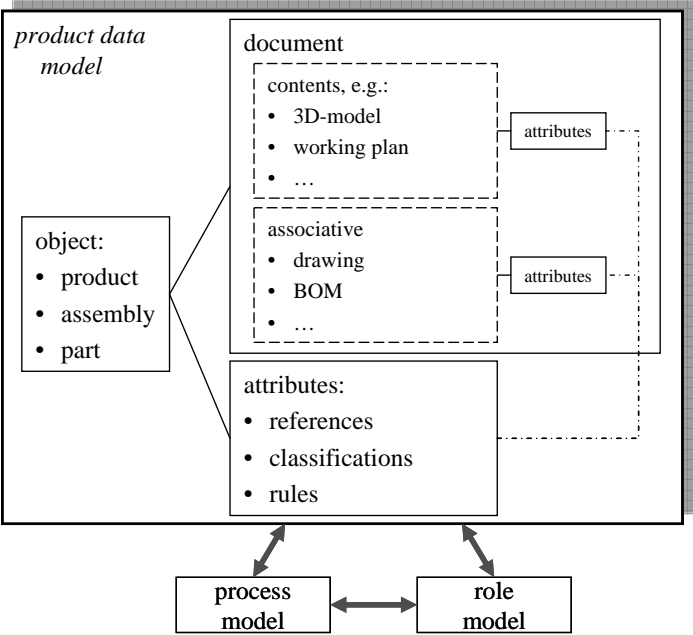 product data
model
document
contents, e.g.:
• 3D-model
• working plan
• …
attributes
associative
• drawing
• BOM
• …
attributes
object:
• product
• assembly
• part
attributes:
• references
• classifications
• rules
process
model
role
model